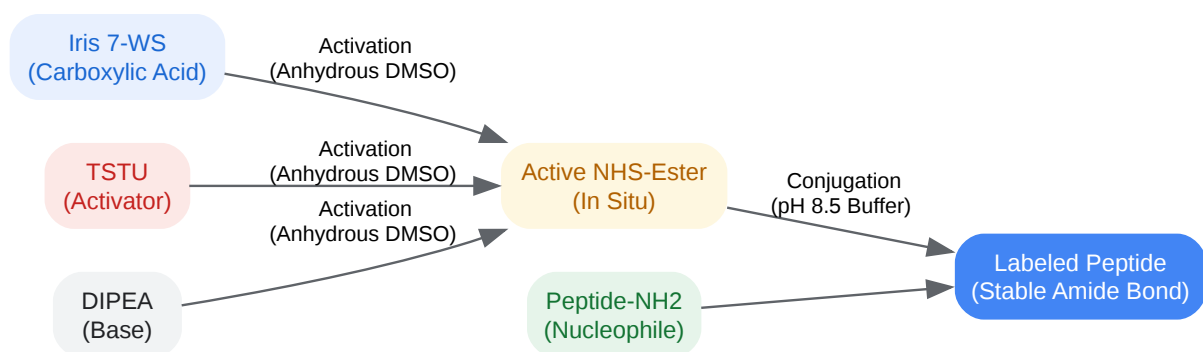 Iris 7-WS
(Carboxylic Acid)
Activation
(Anhydrous DMSO)
TSTU
(Activator)
Activation
(Anhydrous DMSO)
DIPEA
(Base)
Activation
(Anhydrous DMSO)
Active NHS-Ester
(In Situ)
Peptide-NH2
(Nucleophile)
Conjugation
(pH 8.5 Buffer)
Labeled Peptide
(Stable Amide Bond)